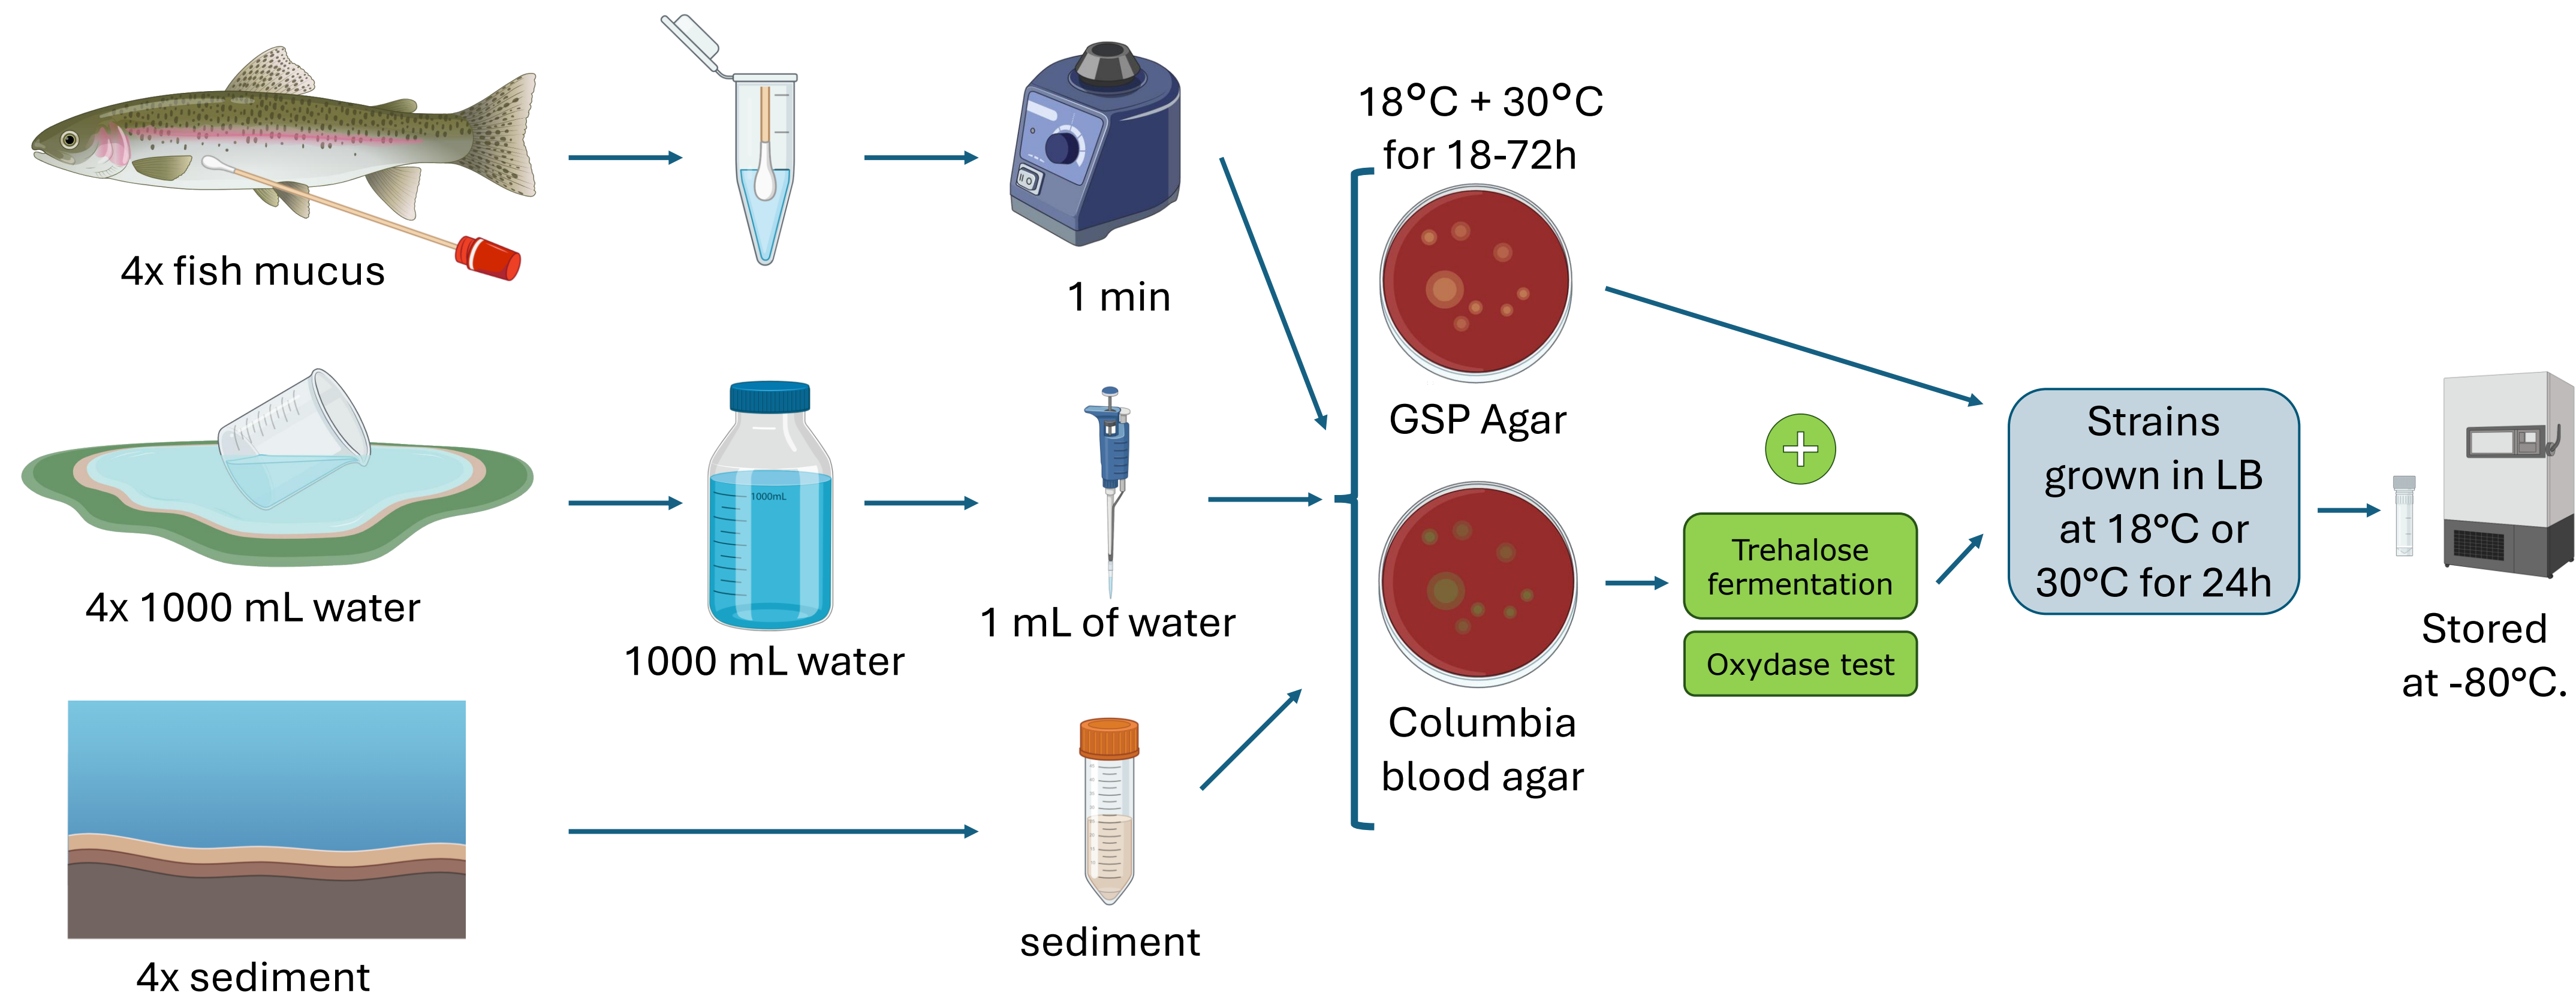 4x fish mucus
1 min
4x 1000 mL water
1000mL
1000 mL water
1 mL of water
4x sediment
sediment
18°C + 30°C
for 18-72h
GSP Agar
Columbia
blood agar
Trehalose
fermentation
Oxydase test
Strains
grown in LB
at 18°C or
30°C for 24h
Stored
at -80°C.